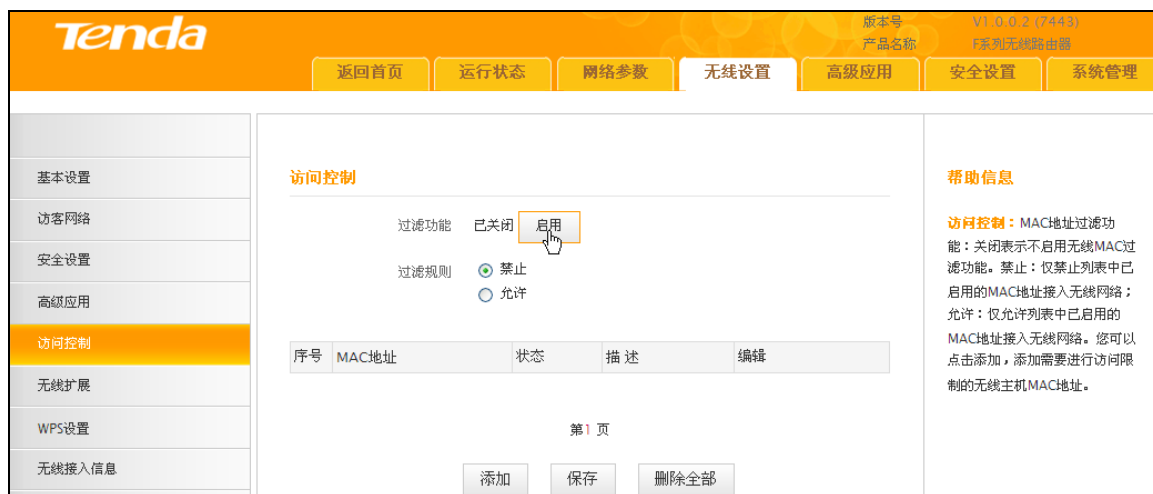 Tenda
版本号 V1.0.0.2 (7443)
产品名称 F系列无线路由器
返回首页 运行状态 网络参数 无线设置 高级应用 安全设置 系统管理
基本设置
访客网络
安全设置
高级应用
访问控制
无线扩展
WPS设置
无线接入信息
访问控制
过滤功能 已关闭 启用
过滤规则 禁止
允许
序号 MAC地址 状态 描述 编辑
第1 页
添加 保存 删除全部
帮助信息
访问控制：MAC地址过滤功
能：关闭表示不启用无线MAC过
滤功能。禁止：仅禁止列表中已
启用的MAC地址接入无线网络；
允许：仅允许列表中已启用的
MAC地址接入无线网络。您可以
点击添加，添加需要进行访问限
制的无线主机MAC地址。